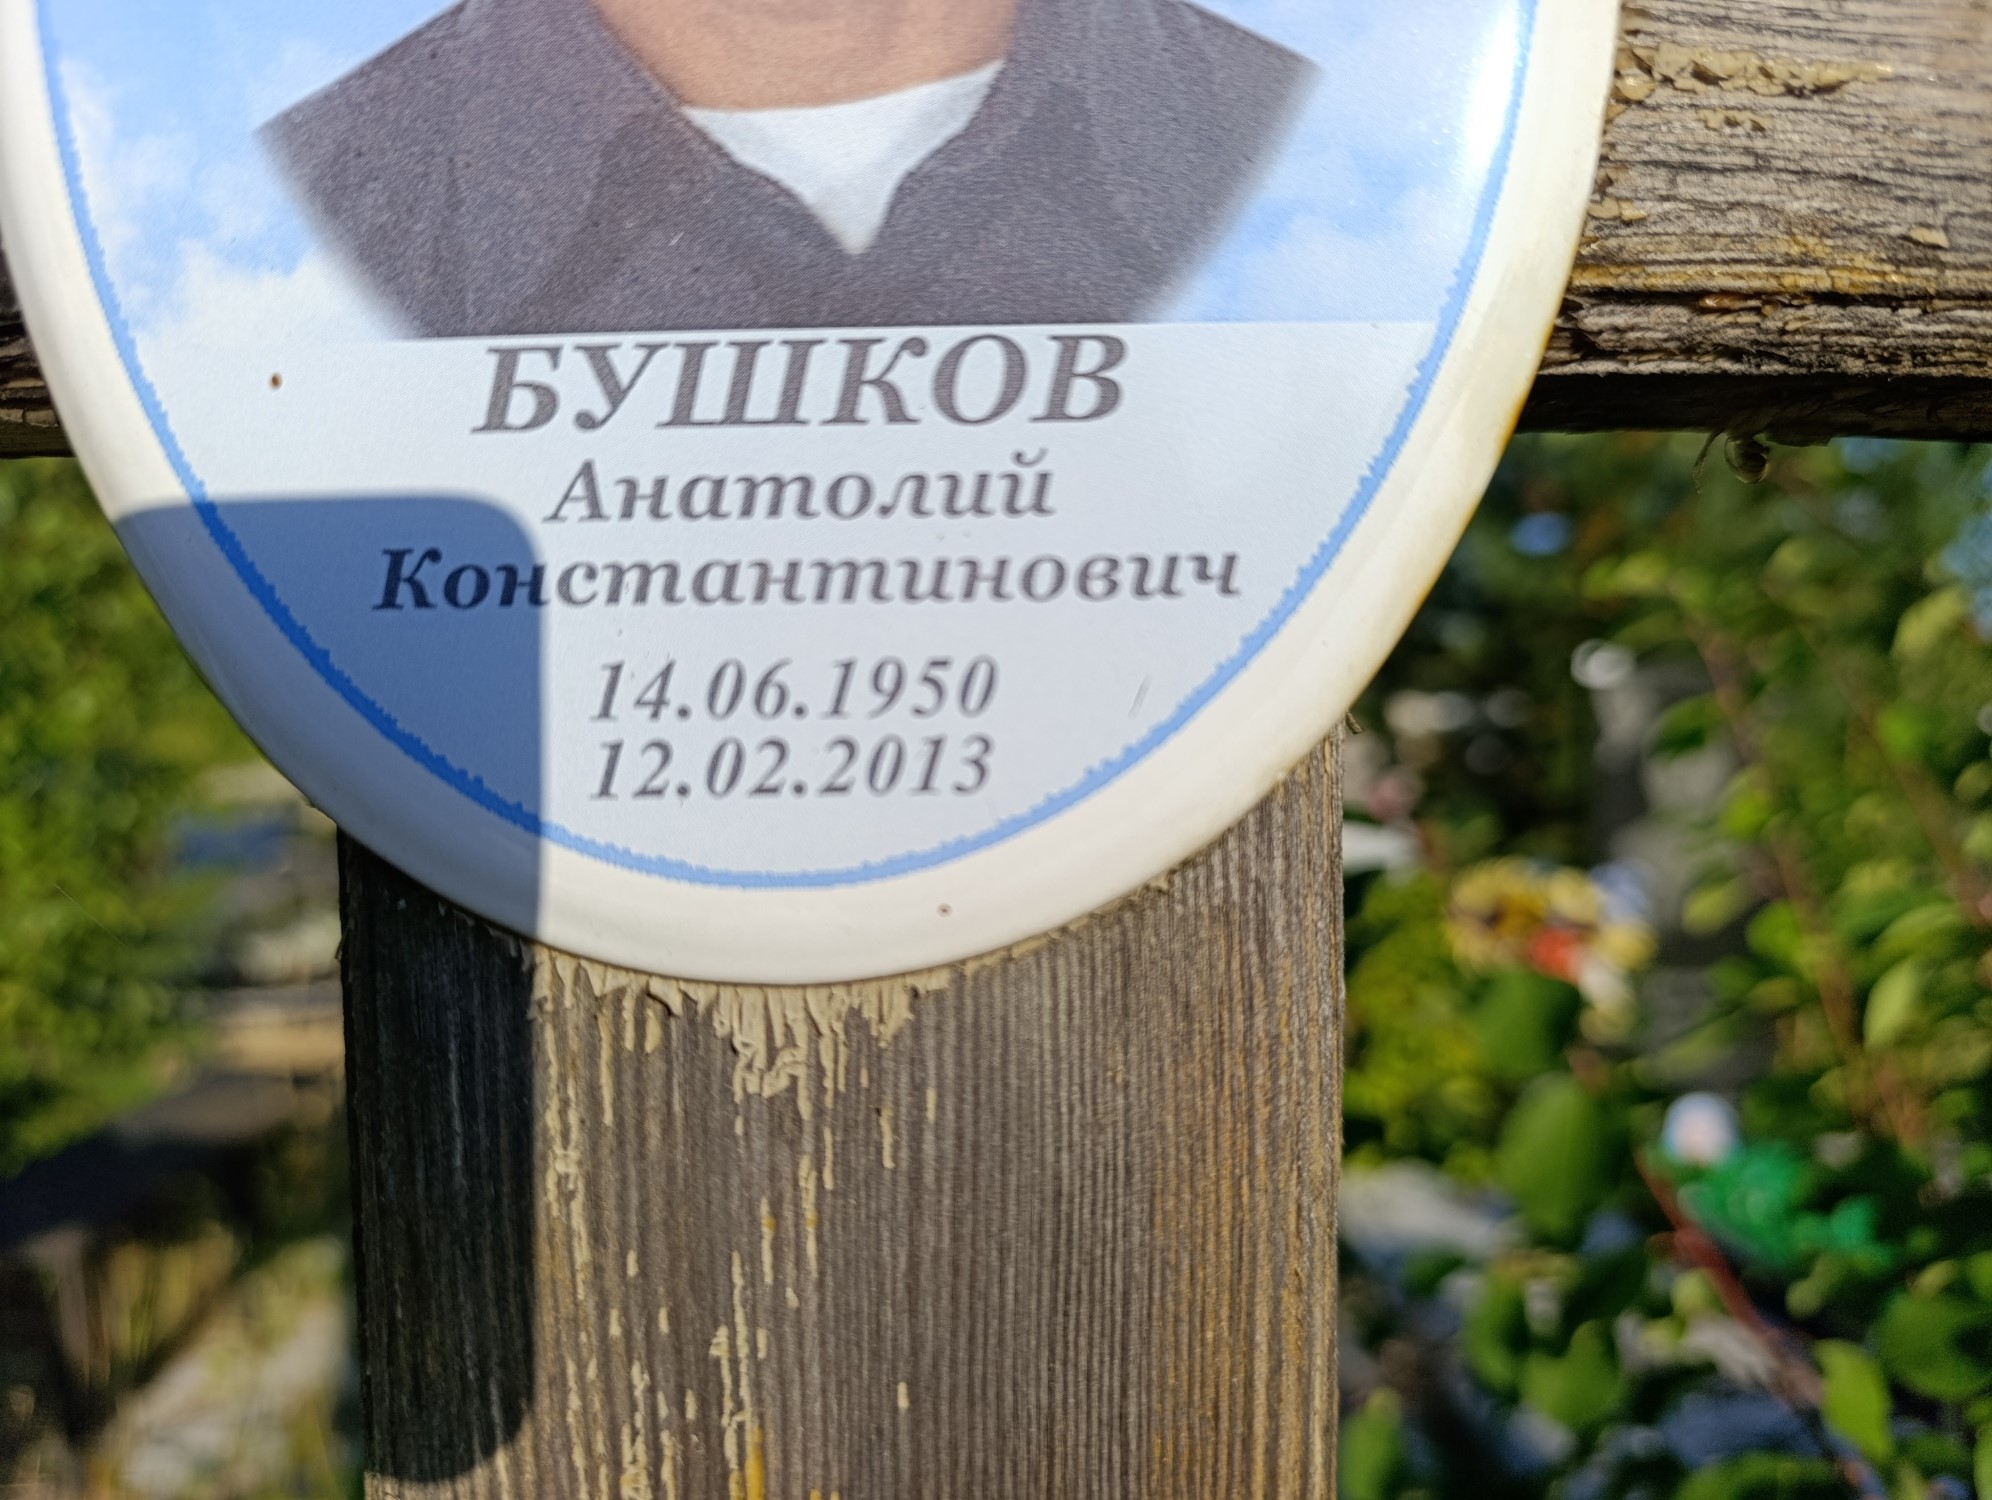 БУШКОВ
Анатолий
Константинович
14.06.1950
12.02.2013